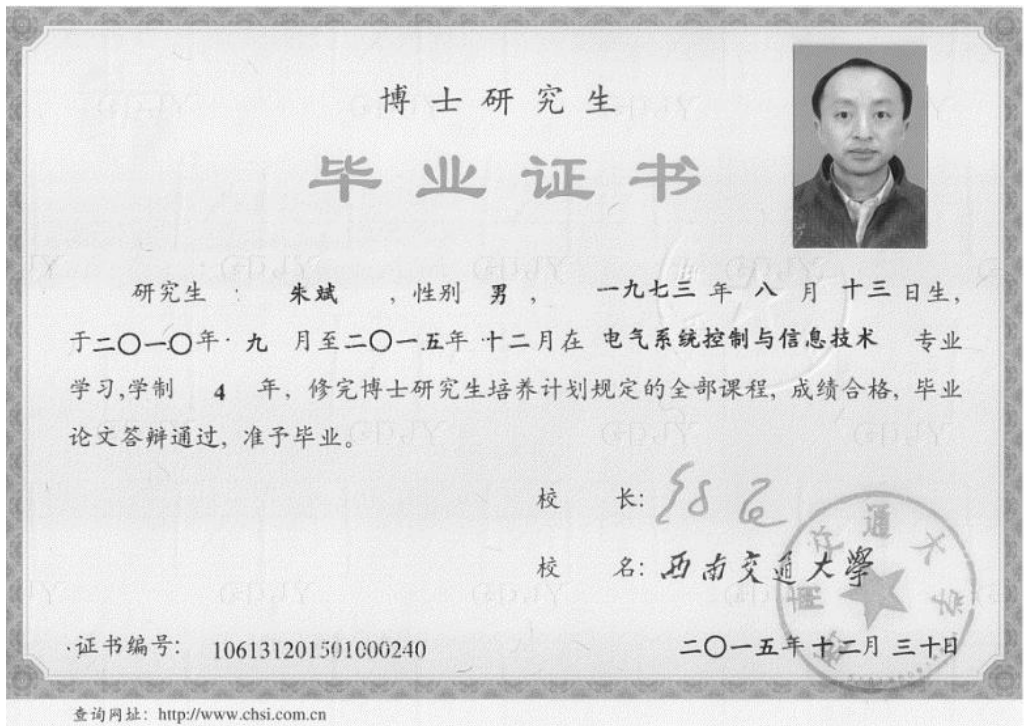 博士研究生
毕业证书
研究生 : 朱斌 ,性别 男, 一九七三 年 八 月 十三 日生,
于二〇一〇年·九 月至二〇一五年 十二月在 电气系统控制与信息技术 专业
学习,学制 4 年, 修完博士研究生培养计划规定的全部课程, 成绩合格, 毕业
论文答辩通过, 准予毕业。
校 长:
校 名: 西南交通大學
证书编号: 106131201501000240
二〇一五年十二月三十日
查询网址: http://www.chsi.com.cn